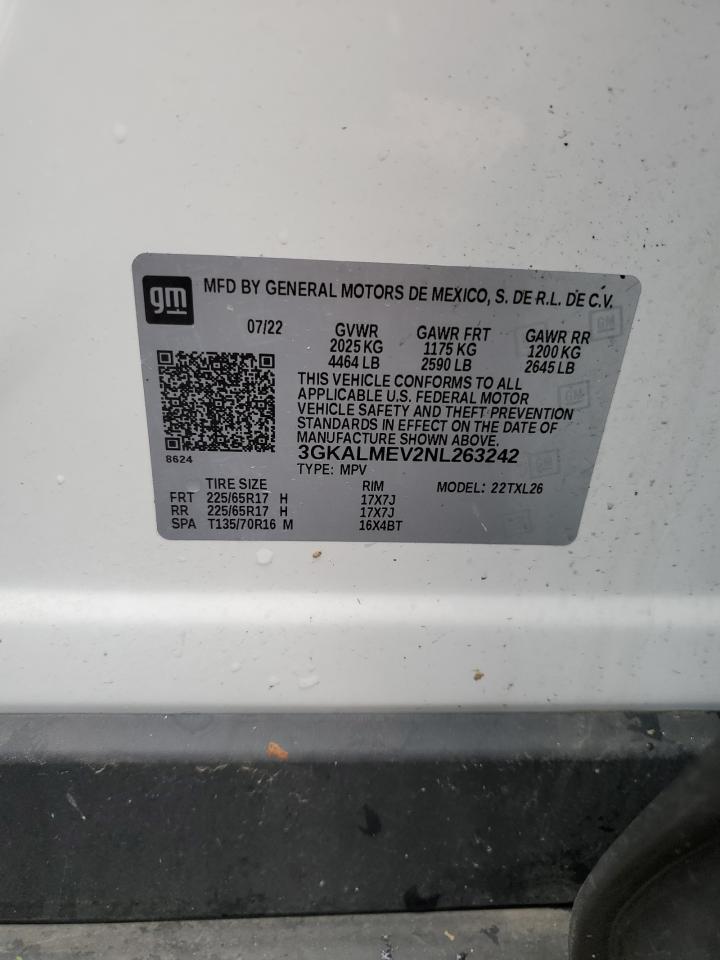 gm
MFD BY GENERAL MOTORS DE MEXICO, S. DE R.L. DE C.V.
07/22 GVWR GAWR FRT GAWR RR
2025 KG 1175 KG 1200 KG
4464 LB 2590 LB 2645 LB
THIS VEHICLE CONFORMS TO ALL
APPLICABLE U.S. FEDERAL MOTOR
VEHICLE SAFETY AND THEFT PREVENTION
STANDARDS IN EFFECT ON THE DATE OF
MANUFACTURE SHOWN ABOVE.
8624
3GKALMEV2NL263242
TYPE: MPV
TIRE SIZE RIM MODEL: 22TXL26
FRT 225/65R17 H 17X7J
RR 225/65R17 H 17X7J
SPA T135/70R16 M 16X4BT
GM
GM
GM